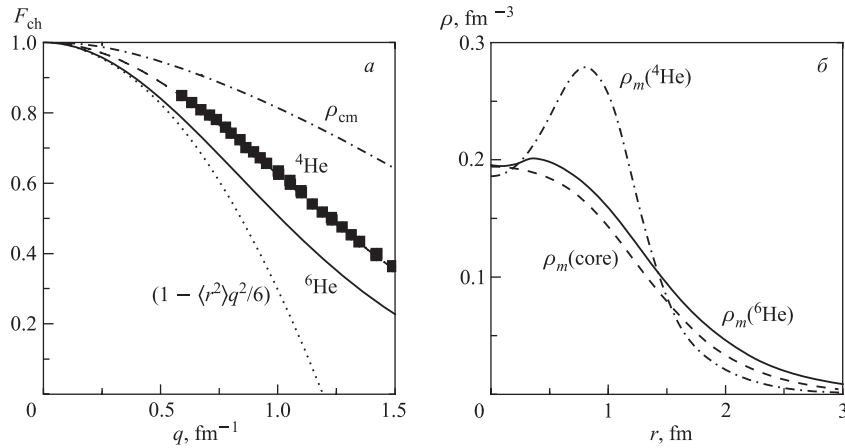 F_ch
1.0
0.8
0.6
0.4
0.2
0
0.5
1.0
1.5
q, fm⁻¹
а
ρ_cm
⁴He
⁶He
(1 − ⟨r²⟩q²/6)
ρ, fm⁻³
0.3
0.2
0.1
0
1
2
3
r, fm
б
ρ_m(⁴He)
ρ_m(core)
ρ_m(⁶He)